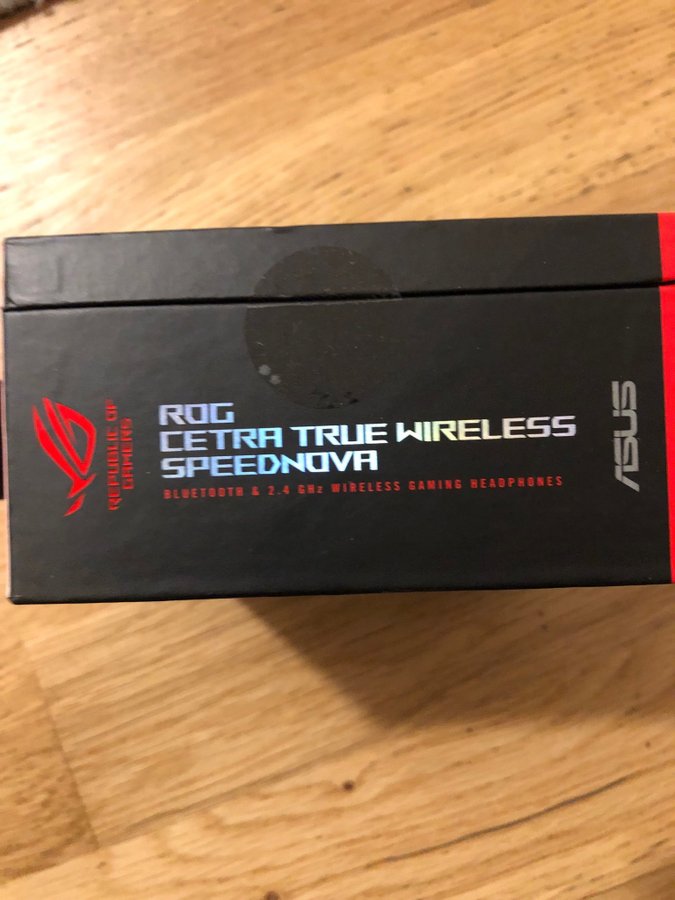 REPUBLIC OF
GAMERS
ROG
CETRA TRUE WIRELESS
SPEEDNOVA
BLUETOOTH & 2.4 GHz WIRELESS GAMING HEADPHONES
ASUS